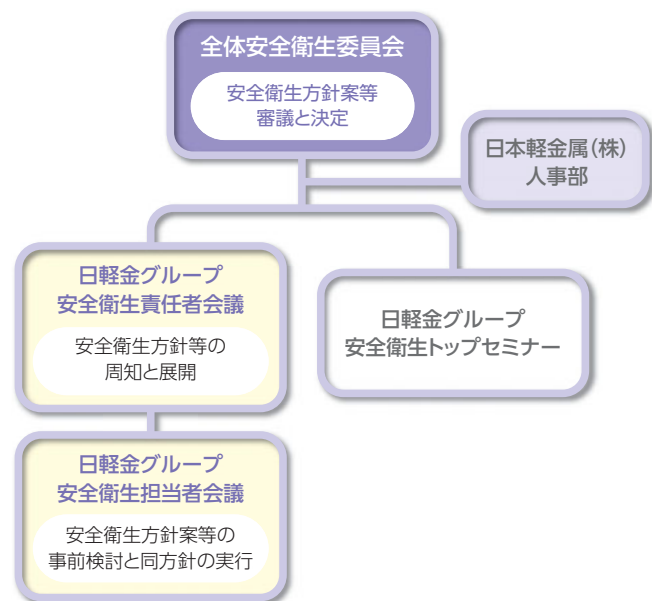 全体安全衛生委員会
安全衛生方針案等
審議と決定
日本軽金属(株)
人事部
日軽金グループ
安全衛生責任者会議
安全衛生方針等の
周知と展開
日軽金グループ
安全衛生トップセミナー
日軽金グループ
安全衛生担当者会議
安全衛生方針案等の
事前検討と同方針の実行